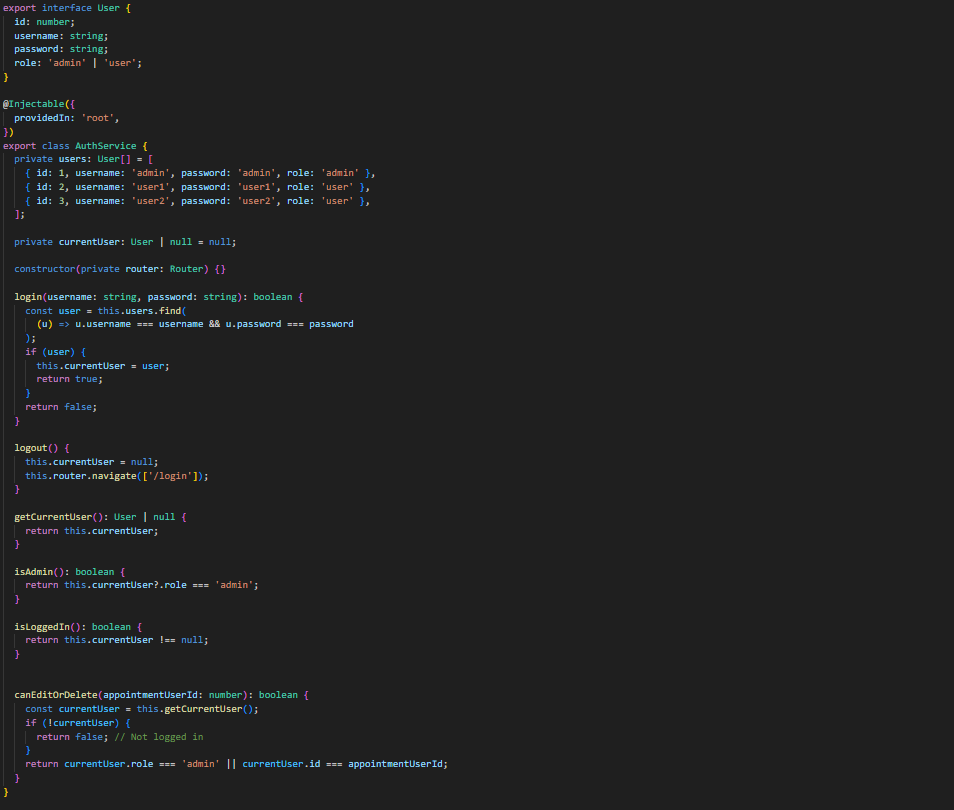 export interface User {
  id: number;
  username: string;
  password: string;
  role: 'admin' | 'user';
}

@Injectable({
  providedIn: 'root',
})
export class AuthService {
  private users: User[] = [
    { id: 1, username: 'admin', password: 'admin', role: 'admin' },
    { id: 2, username: 'user1', password: 'user1', role: 'user' },
    { id: 3, username: 'user2', password: 'user2', role: 'user' },
  ];

  private currentUser: User | null = null;

  constructor(private router: Router) {}

  login(username: string, password: string): boolean {
    const user = this.users.find(
      (u) => u.username === username && u.password === password
    );
    if (user) {
      this.currentUser = user;
      return true;
    }
    return false;
  }

  logout() {
    this.currentUser = null;
    this.router.navigate(['/login']);
  }

  getCurrentUser(): User | null {
    return this.currentUser;
  }

  isAdmin(): boolean {
    return this.currentUser?.role === 'admin';
  }

  isLoggedIn(): boolean {
    return this.currentUser !== null;
  }


  canEditOrDelete(appointmentUserId: number): boolean {
    const currentUser = this.getCurrentUser();
    if (!currentUser) {
      return false; // Not logged in
    }
    return currentUser.role === 'admin' || currentUser.id === appointmentUserId;
  }
}